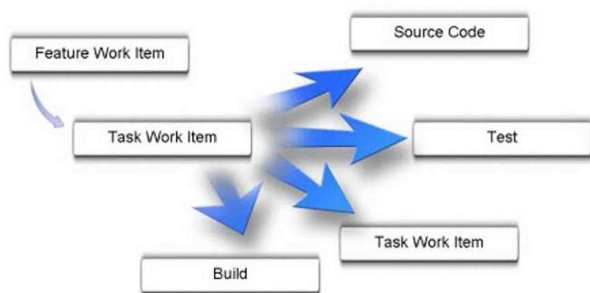 Feature Work Item
Source Code
Task Work Item
Test
Task Work Item
Build